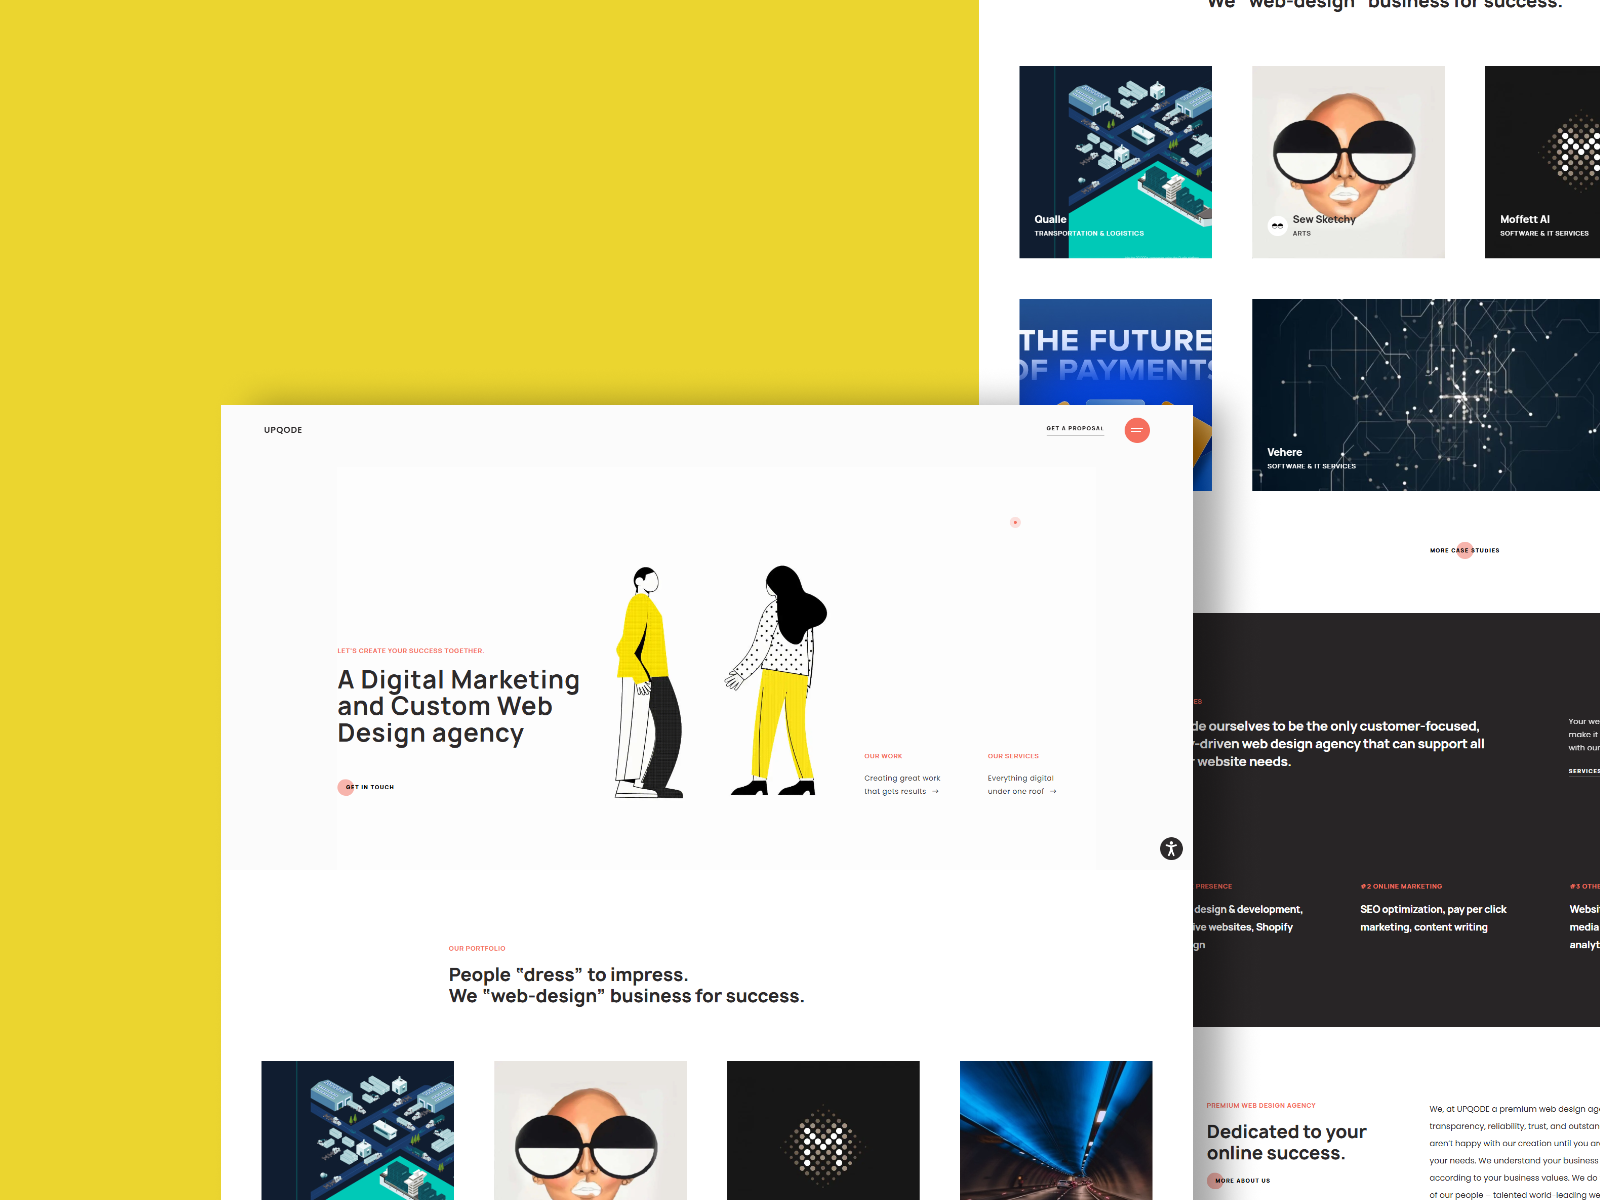 We "web-design" business for success.
Qualle
TRANSPORTATION & LOGISTICS
Sew Sketchy
ARTS
Moffett AI
SOFTWARE & IT SERVICES
THE FUTURE
OF PAYMENTS
Vehere
SOFTWARE & IT SERVICES
MORE CASE STUDIES
UPQODE
GET A PROPOSAL
LET'S CREATE YOUR SUCCESS TOGETHER.
A Digital Marketing
and Custom Web
Design agency
GET IN TOUCH
OUR WORK
Creating great work
that gets results →
OUR SERVICES
Everything digital
under one roof →
OUR PORTFOLIO
People “dress” to impress.
We “web-design” business for success.
ourselves to be the only customer-focused,
-driven web design agency that can support all
website needs.
Your we
make it
with our
SERVICES
PRESENCE
design & development,
ive websites, Shopify
gn
#2 ONLINE MARKETING
SEO optimization, pay per click
marketing, content writing
#3 OTHE
Websi
media
analyt
PREMIUM WEB DESIGN AGENCY
Dedicated to your
online success.
MORE ABOUT US
We, at UPQODE a premium web design ag
transparency, reliability, trust, and outstan
aren't happy with our creation until you ar
your needs. We understand your business
according to your business values. We do
of our people - talented world-leading we